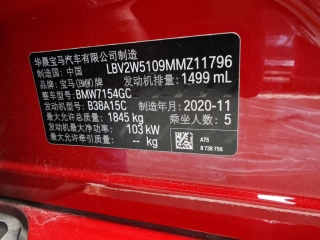 华晨宝马汽车有限公司制造
制造国：中国 LBV2W5109MMZ11796
品牌：宝马(BMW)牌 发动机排量：1499 mL
整车型号：BMW7154GC
发动机型号：B38A15C 制造年月：2020-11
最大允许总质量：1845 kg 乘坐人数：5
发动机最大净功率：103 kW
最大允许牵引质量：-- kg
A75
8 738 756